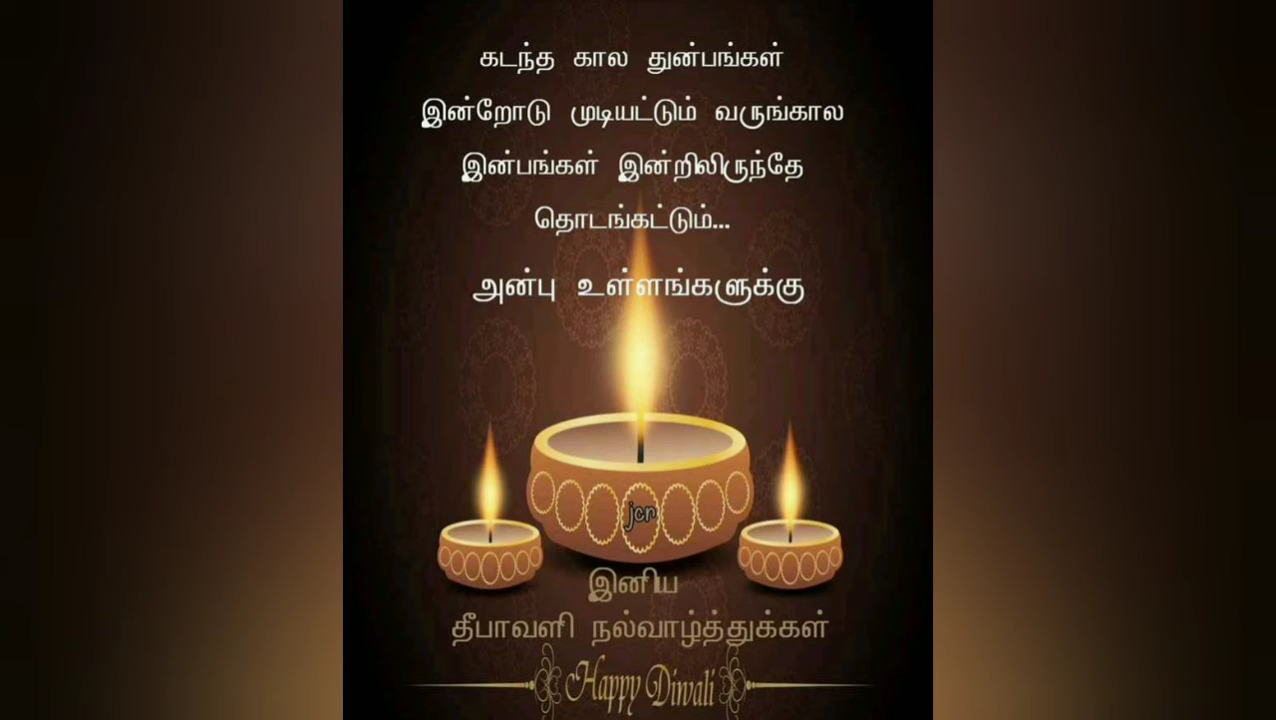 கடந்த கால துன்பங்கள்
இன்றோடு முடியட்டும் வருங்கால
இன்பங்கள் இன்றிலிருந்தே
தொடங்கட்டும்...
அன்பு உள்ளங்களுக்கு
jcr
இனிய
தீபாவளி நல்வாழ்த்துக்கள்
Happy Diwali